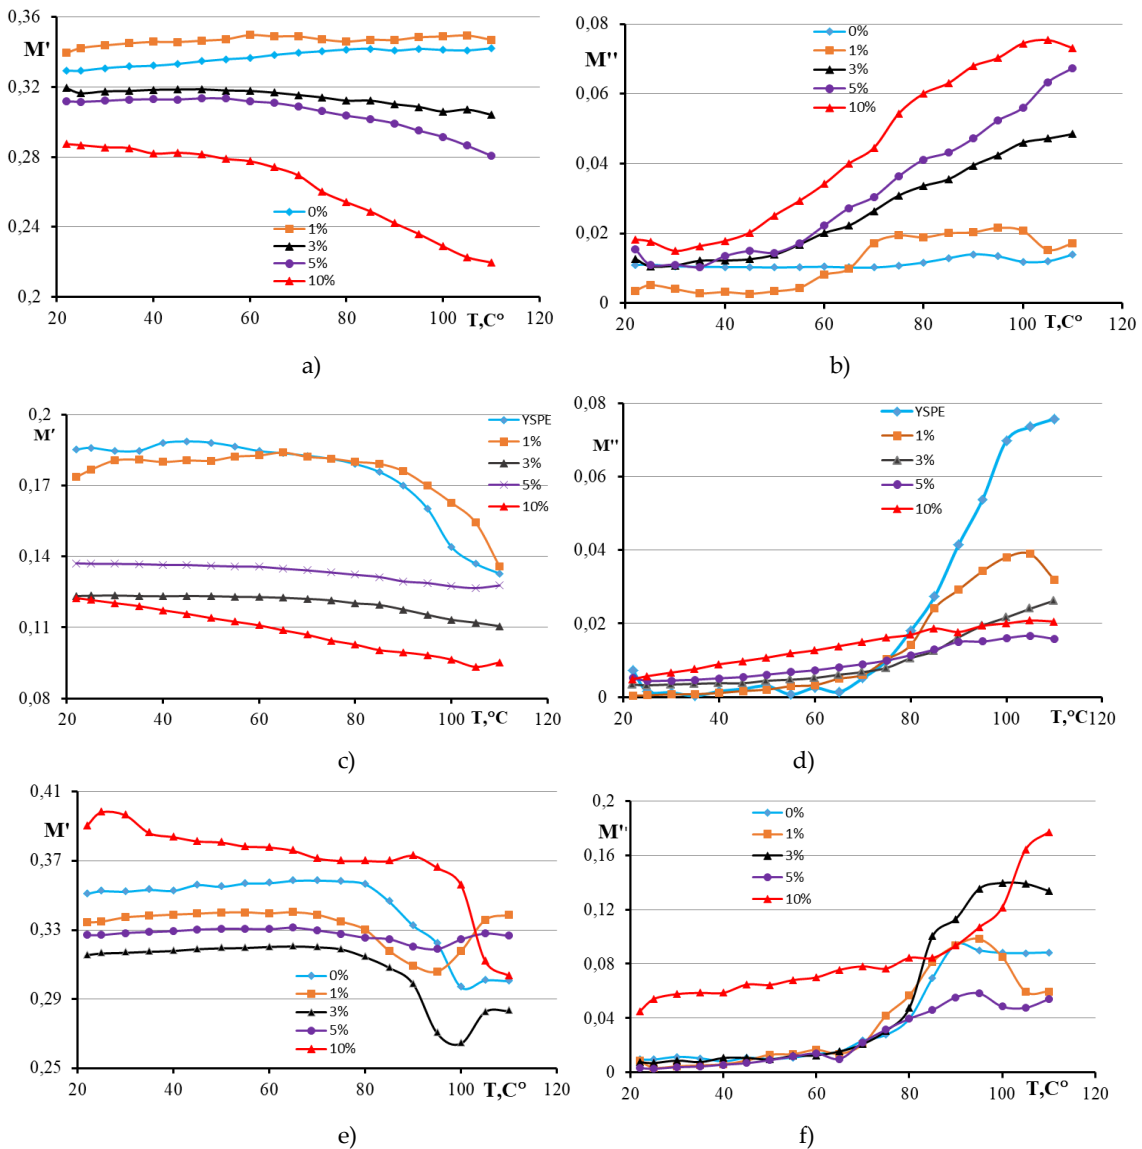 0,36
M'
0,32
0,28
0,24
0,2
0%
1%
3%
5%
10%
20 40 60 80 100 T,C° 120
a)
0,08
M''
0,06
0,04
0,02
0
0%
1%
3%
5%
10%
20 40 60 80 100 T,C° 120
b)
0,2
M'
0,17
0,14
0,11
0,08
YSPE
1%
3%
5%
10%
20 40 60 80 100 T,°C 120
c)
0,08
M''
0,06
0,04
0,02
0
YSPE
1%
3%
5%
10%
20 40 60 80 100 T,°C 120
d)
0,41
M'
0,37
0,33
0,29
0,25
0%
1%
3%
5%
10%
20 40 60 80 100 T,C° 120
e)
0,2
M''
0,16
0,12
0,08
0,04
0
0%
1%
3%
5%
10%
20 40 60 80 100 T,C° 120
f)